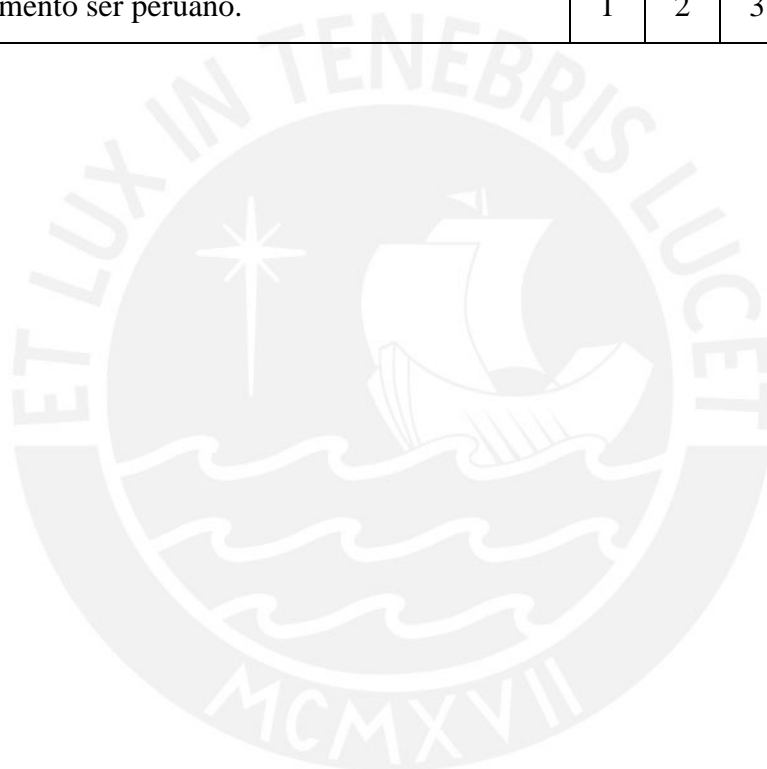 mento ser peruano. 1 2 3
ET LUX IN TENEBRIS LUCET
MCMXVII